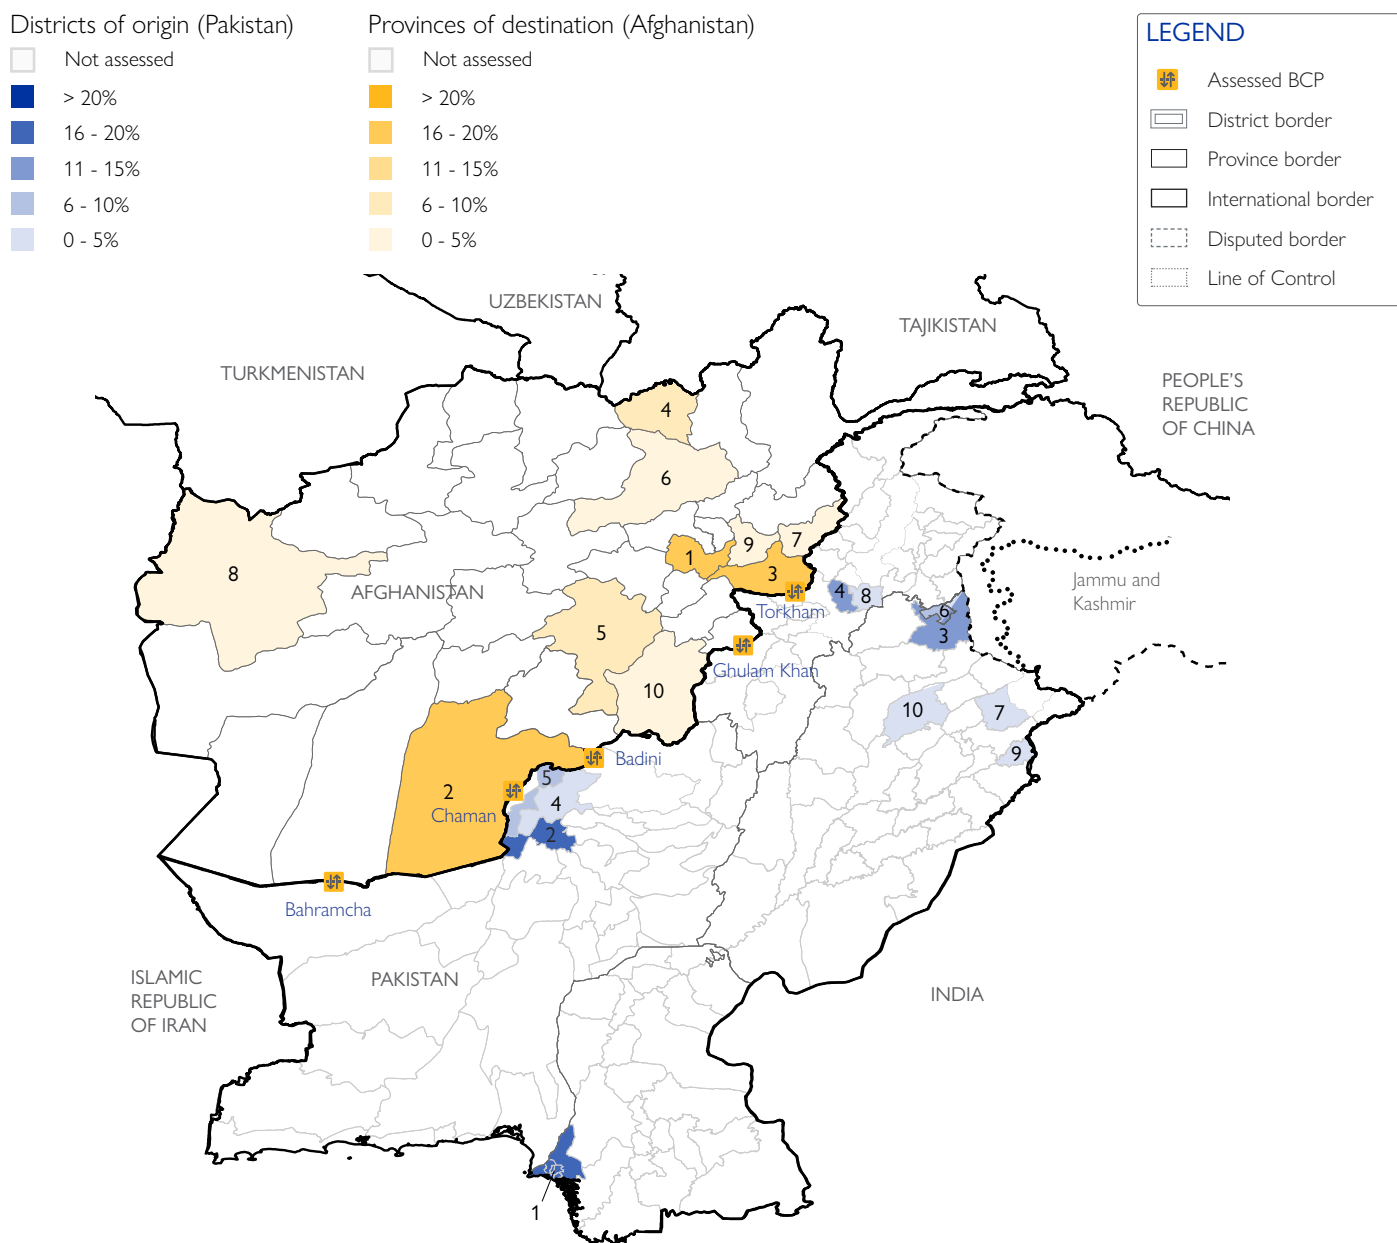 Districts of origin (Pakistan)
Not assessed
> 20%
16 - 20%
11 - 15%
6 - 10%
0 - 5%
Provinces of destination (Afghanistan)
Not assessed
> 20%
16 - 20%
11 - 15%
6 - 10%
0 - 5%
LEGEND
Assessed BCP
District border
Province border
International border
Disputed border
Line of Control
UZBEKISTAN
TAJIKISTAN
TURKMENISTAN
PEOPLE'S
REPUBLIC
OF CHINA
4
6
7
9
1
3
8
AFGHANISTAN
Jammu and
Kashmir
4
8
Torkham
6
3
5
Ghulam Khan
10
10
7
9
Badini
5
2
4
Chaman
2
Bahramcha
ISLAMIC
REPUBLIC
OF IRAN
PAKISTAN
INDIA
1